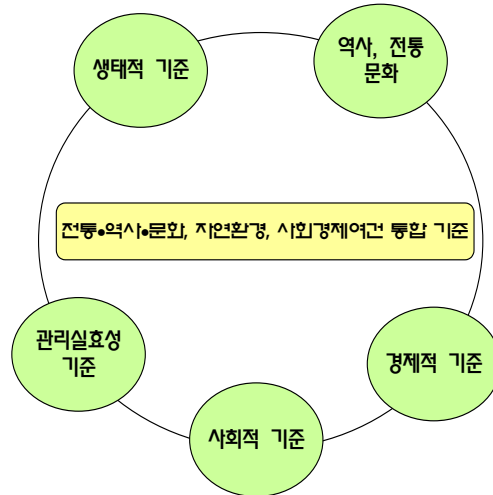 생태적 기준
역사, 전통
문화
전통•역사•문화, 자연환경, 사회경제여건 통합 기준
관리실효성
기준
경제적 기준
사회적 기준